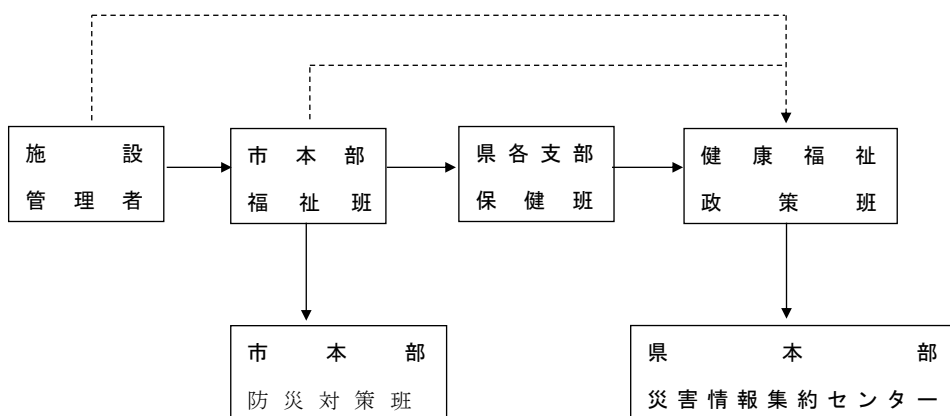 施設
管理者
市本部
福祉班
県各支部
保健班
健康福祉
政策班
市本部
防災対策班
県本部
災害情報集約センター